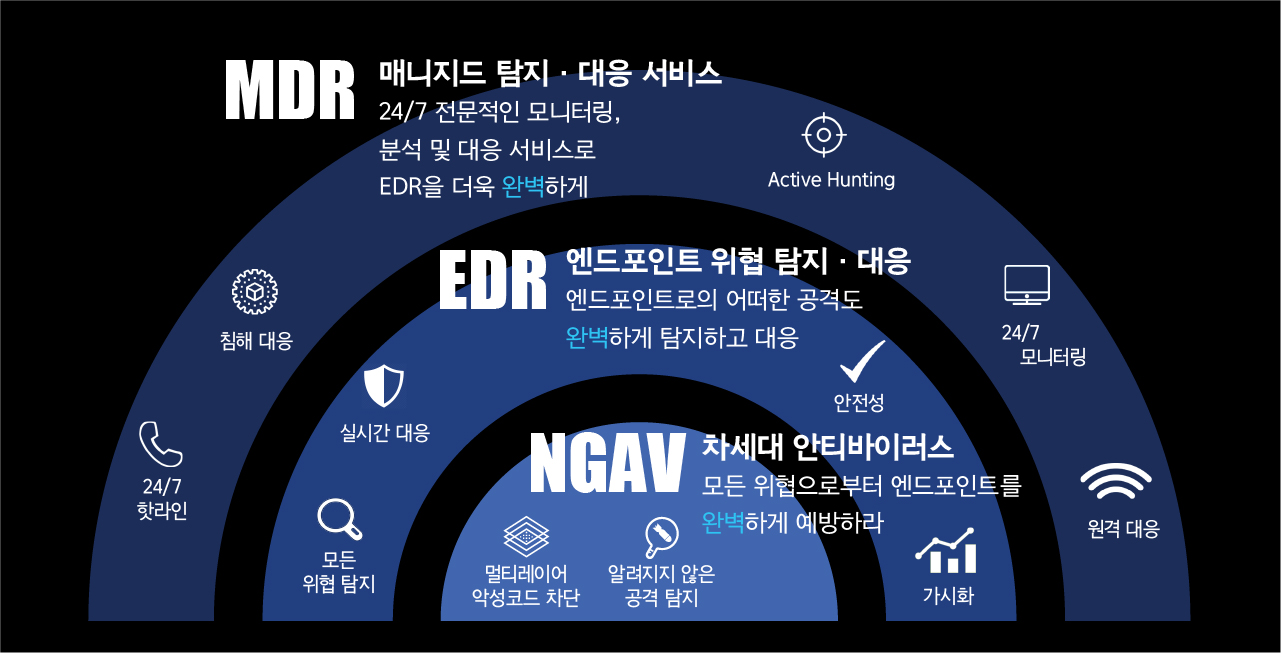 MDR
매니지드 탐지 · 대응 서비스
24/7 전문적인 모니터링,
분석 및 대응 서비스로
EDR을 더욱 완벽하게
Active Hunting
침해 대응
24/7
모니터링
24/7
핫라인
원격 대응
EDR
엔드포인트 위협 탐지 · 대응
엔드포인트로의 어떠한 공격도
완벽하게 탐지하고 대응
실시간 대응
안전성
모든
위협 탐지
가시화
NGAV
차세대 안티바이러스
모든 위협으로부터 엔드포인트를
완벽하게 예방하라
멀티레이어
악성코드 차단
알려지지 않은
공격 탐지